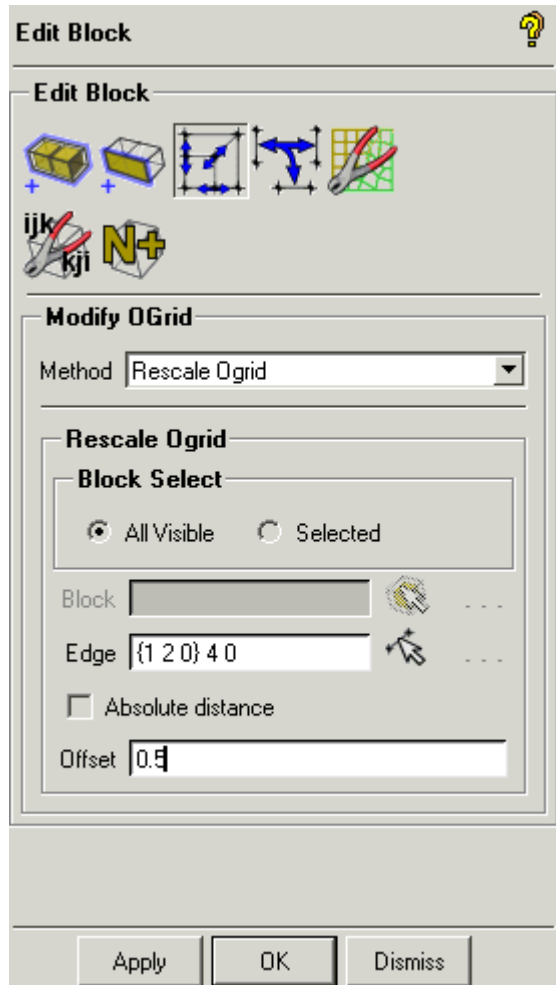 Edit Block
Edit Block
ijk
kji
N+
Modify OGrid
Method Rescale Ogrid
Rescale Ogrid
Block Select
All Visible Selected
Block ...
Edge {1 2 0} 4 0 ...
Absolute distance
Offset 0.5
Apply OK Dismiss